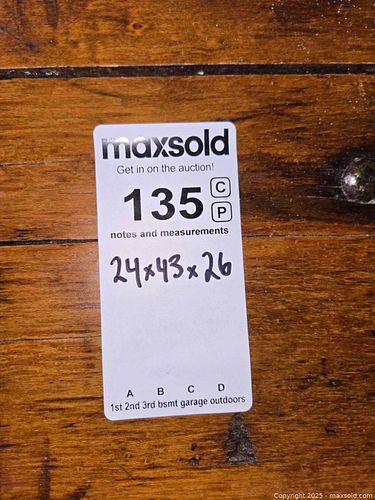 maxsold
Get in on the auction!
135 C
P
notes and measurements
24x43x26
A B C D
1st 2nd 3rd bsmt garage outdoors
Copyright 2025 - maxsold.com